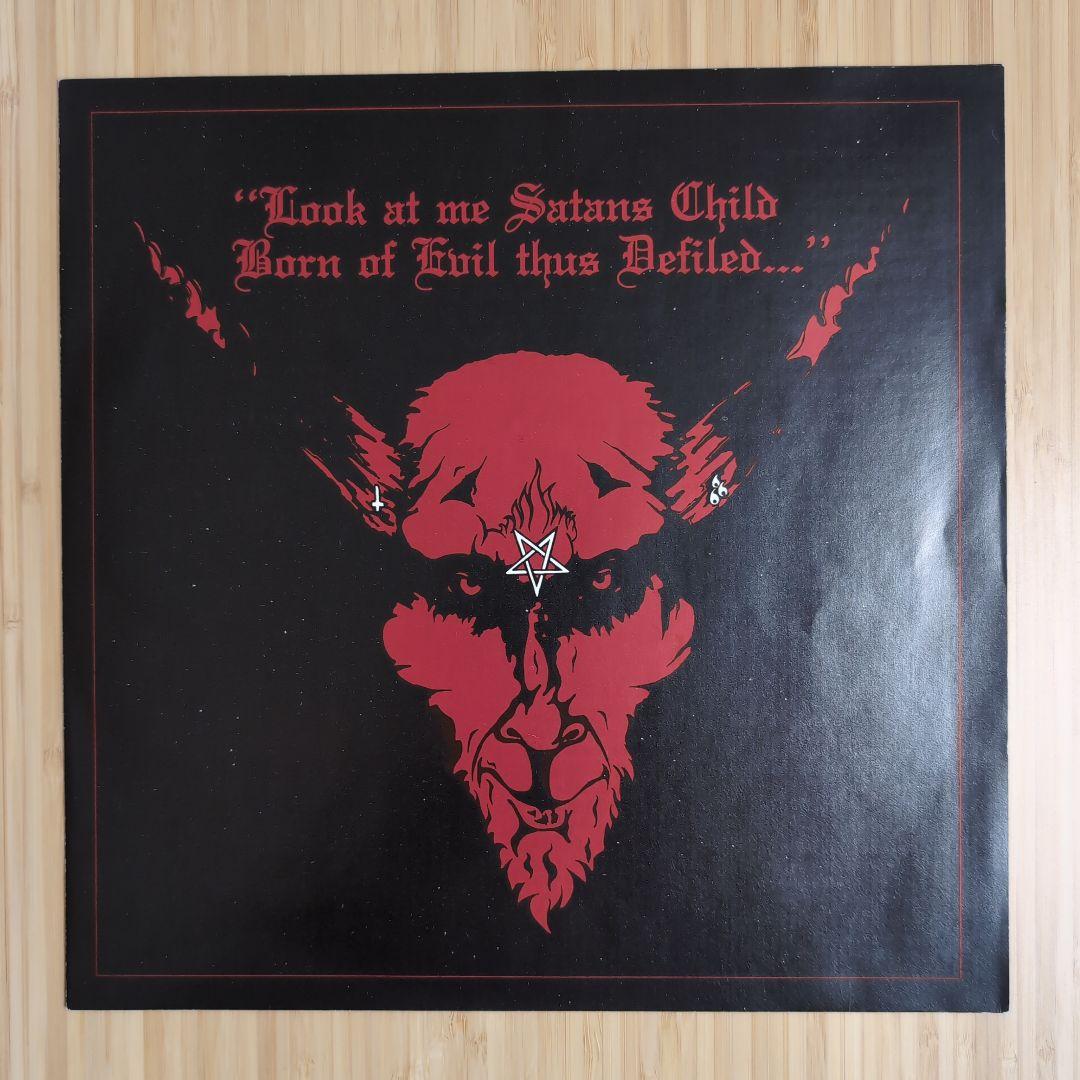 “Look at me Satans Child
Born of Evil thus Defiled...”